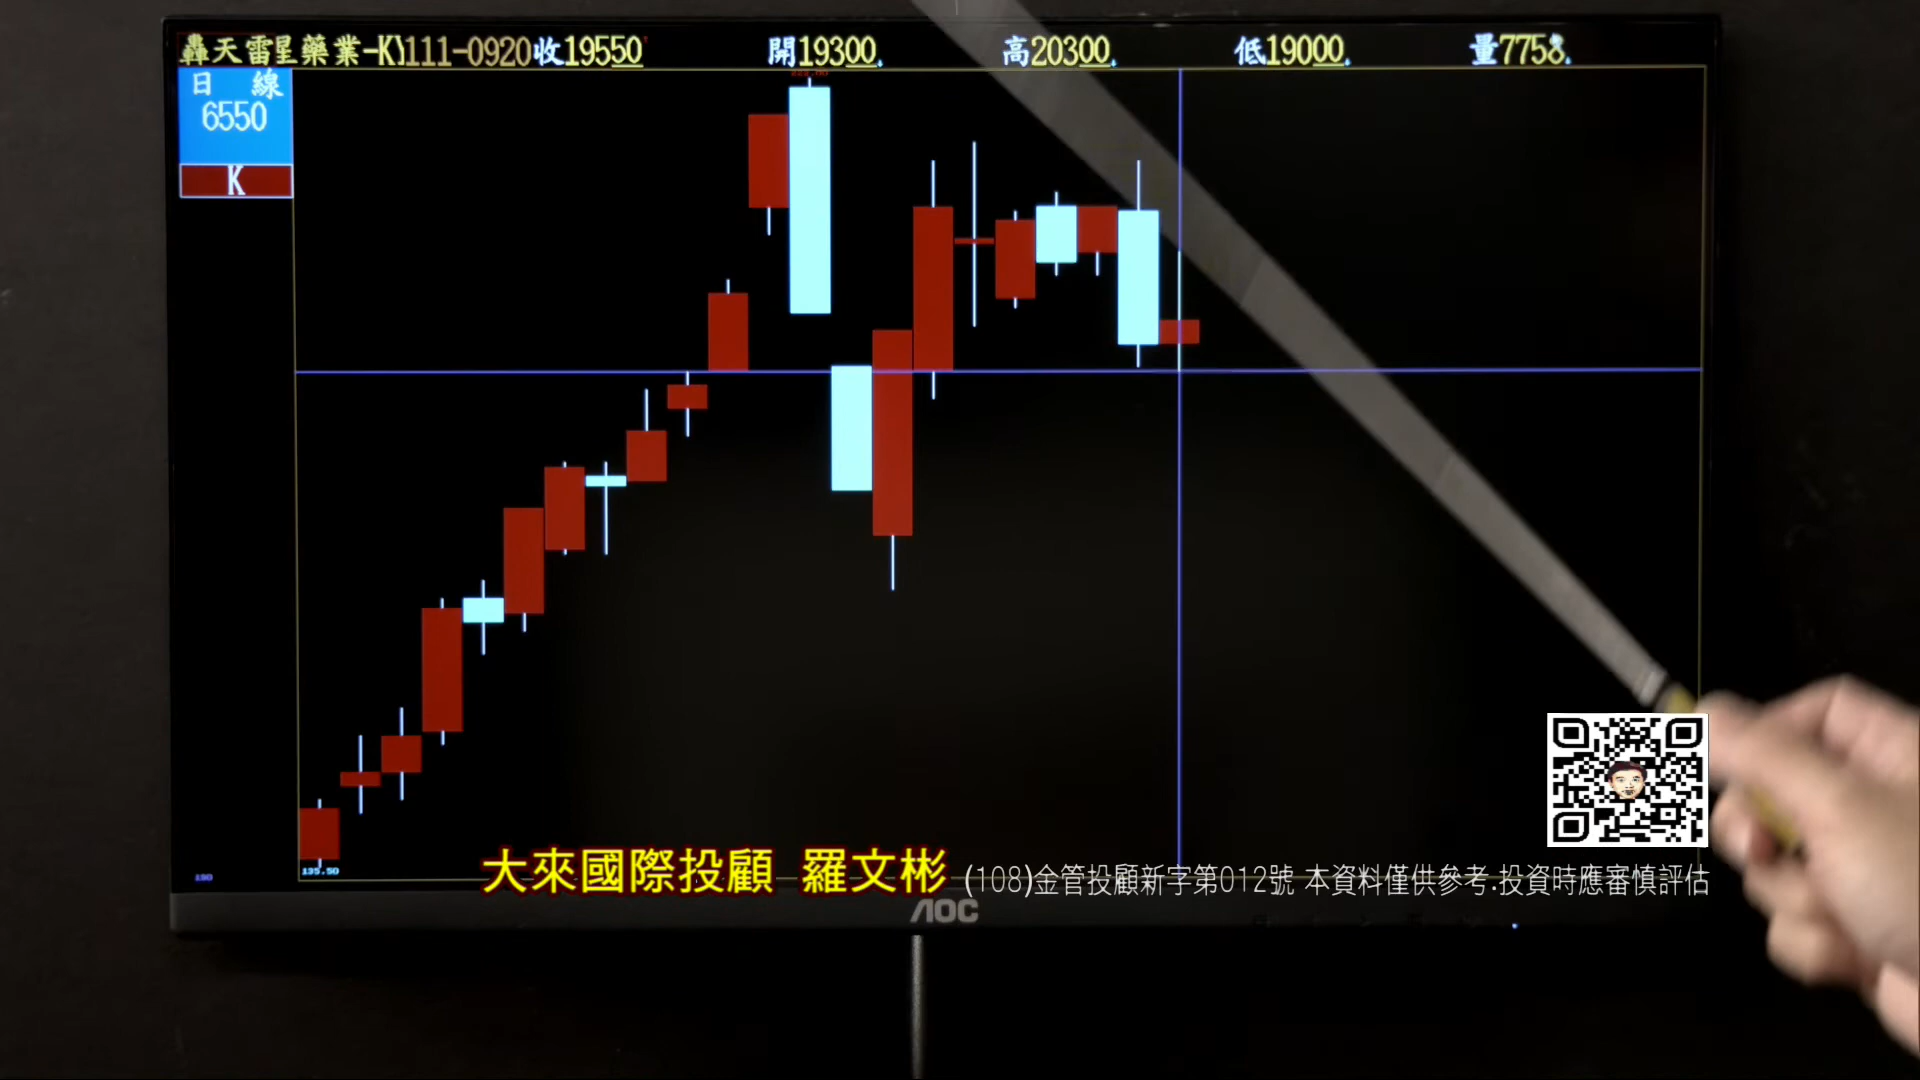 轟天雷星藥業-K)111-0920收19550 開19300 高20300 低19000 量7758
日 線
6550
K
135.50
180
大來國際投顧 羅文彬 (108)金管投顧新字第012號 本資料僅供參考.投資時應審慎評估
AOC